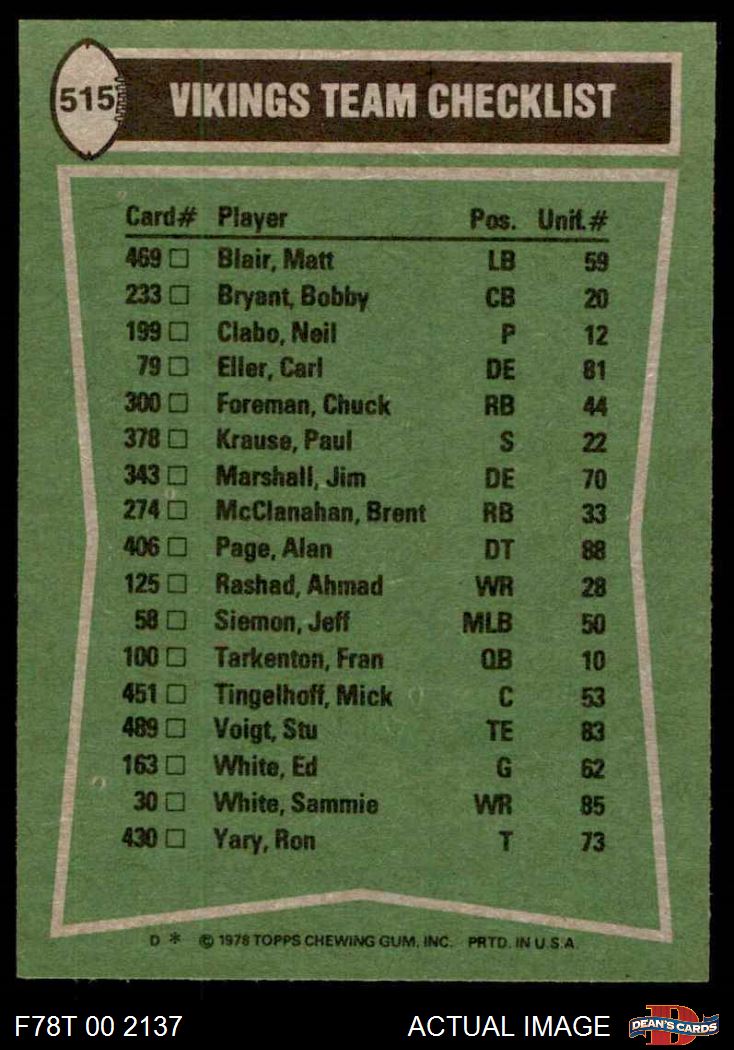 515 VIKINGS TEAM CHECKLIST
Card# Player Pos. Unif.#
469 □ Blair, Matt LB 59
233 □ Bryant, Bobby CB 20
199 □ Clabo, Neil P 12
79 □ Eller, Carl DE 81
300 □ Foreman, Chuck RB 44
378 □ Krause, Paul S 22
343 □ Marshall, Jim DE 70
274 □ McClanahan, Brent RB 33
406 □ Page, Alan DT 88
125 □ Rashad, Ahmad WR 28
58 □ Siemon, Jeff MLB 50
100 □ Tarkenton, Fran QB 10
451 □ Tingelhoff, Mick C 53
489 □ Voigt, Stu TE 83
163 □ White, Ed G 62
30 □ White, Sammie WR 85
430 □ Yary, Ron T 73
D * © 1978 TOPPS CHEWING GUM, INC. PRTD. IN U.S.A.
F78T 00 2137 ACTUAL IMAGE DEAN'S CARDS